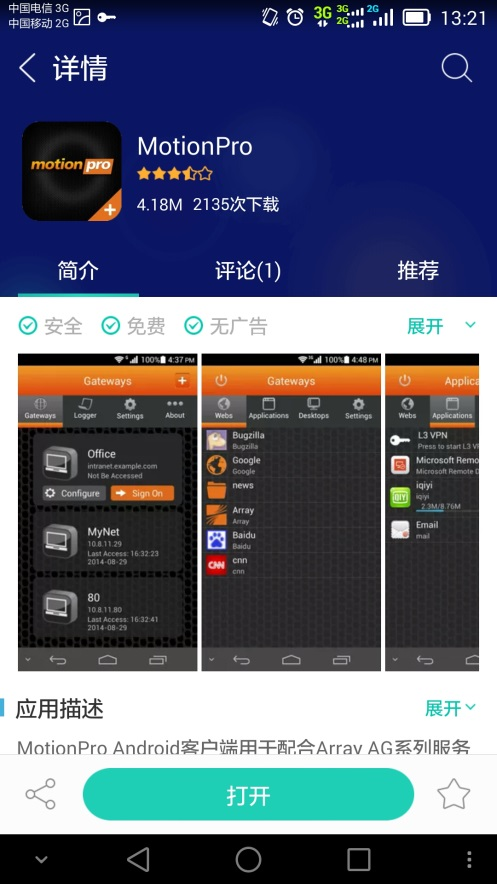 中国电信 3G
中国移动 2G
3G 3G 2G 2G
13:21
详情
motion pro
MotionPro
4.18M 2135次下载
简介 评论(1) 推荐
安全 免费 无广告 展开
100% 4:37 PM
Gateways
Gateways Logger Settings About
Office
intranet.example.com
Not Be Accessed
Configure Sign On
MyNet
10.8.11.29
Last Access: 16:32:23
2014-08-29
80
10.8.11.80
Last Access: 16:32:41
2014-08-29
100% 4:48 PM
Gateways
Webs Applications Desktops Settings
Bugzilla
Bugzilla
Google
Google
news
Array
Array
Baidu
Baidu
CNN
cnn
cnn
Applica
Webs Applications
L3 VPN
Press to start L3 V
Microsoft Remo
Microsoft Remote D
iqiyi
iqiyi
2.3M/8.76M
Email
mail
应用描述 展开
MotionPro Android客户端用于配合Array AG系列服务
打开